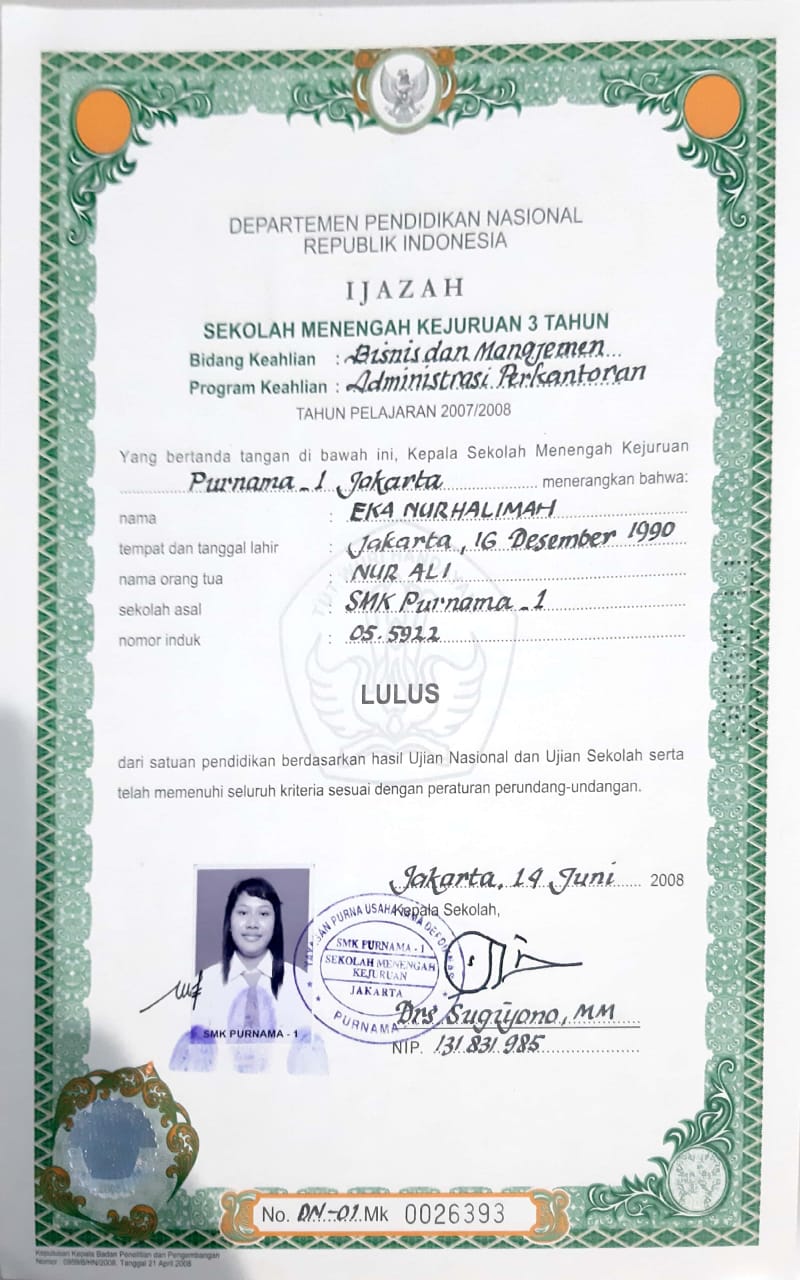 DEPARTEMEN PENDIDIKAN NASIONAL
REPUBLIK INDONESIA
IJAZAH
SEKOLAH MENENGAH KEJURUAN 3 TAHUN
Bidang Keahlian : Bisnis dan Manajemen
Program Keahlian : Administrasi Perkantoran
TAHUN PELAJARAN 2007/2008
Yang bertanda tangan di bawah ini, Kepala Sekolah Menengah Kejuruan
Purnama - 1 Jakarta menerangkan bahwa:
nama : EKA NURHALIMAH
tempat dan tanggal lahir : Jakarta, 16 Desember 1990
nama orang tua : NUR ALI
sekolah asal : SMK Purnama - 1
nomor induk : 05.5922
LULUS
dari satuan pendidikan berdasarkan hasil Ujian Nasional dan Ujian Sekolah serta
telah memenuhi seluruh kriteria sesuai dengan peraturan perundang-undangan.
Jakarta, 14 Juni 2008
Kepala Sekolah,
SMK PURNAMA - 1
SEKOLAH MENENGAH
KEJURUAN
JAKARTA
PURNAMA
Drs Sugiyono, MM
NIP. 131 831 985
SMK PURNAMA - 1
No. DN-01 Mk 0026393
Keputusan Kepala Badan Penelitian dan Pengembangan
Nomor : 0989/B/HN/2008, Tanggal 21 April 2008